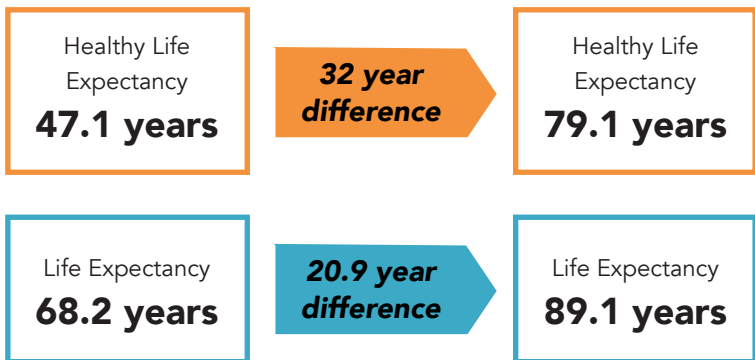 Healthy Life
Expectancy
47.1 years
32 year
difference
Healthy Life
Expectancy
79.1 years
Life Expectancy
68.2 years
20.9 year
difference
Life Expectancy
89.1 years